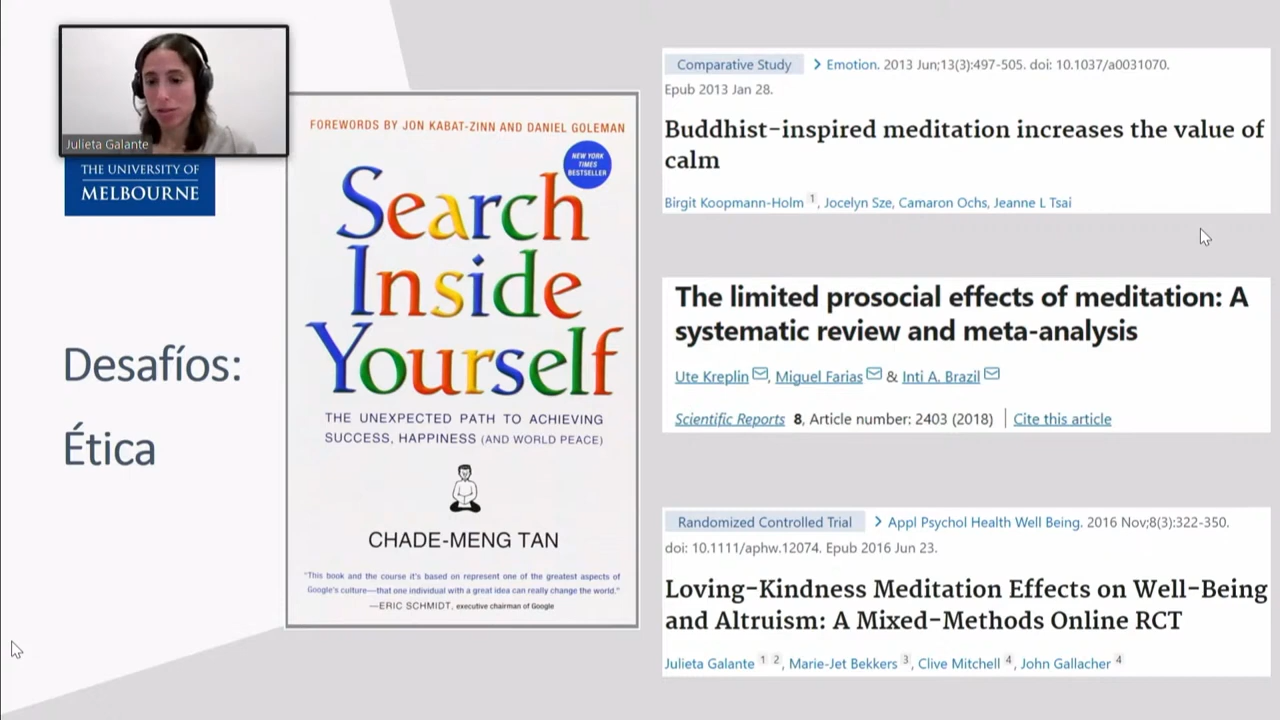 Julieta Galante
THE UNIVERSITY OF
MELBOURNE
Desafíos:
Ética
FOREWORDS BY JON KABAT-ZINN AND DANIEL GOLEMAN
NEW YORK
TIMES
BESTSELLER
Search
Inside
Yourself
THE UNEXPECTED PATH TO ACHIEVING
SUCCESS, HAPPINESS (AND WORLD PEACE)
CHADE-MENG TAN
"This book and the course it's based on represent one of the greatest aspects of
Google's culture—that one individual with a great idea can really change the world."
—ERIC SCHMIDT, executive chairman of Google
Comparative Study > Emotion. 2013 Jun;13(3):497-505. doi: 10.1037/a0031070.
Epub 2013 Jan 28.
Buddhist-inspired meditation increases the value of
calm
Birgit Koopmann-Holm 1, Jocelyn Sze, Camaron Ochs, Jeanne L Tsai
The limited prosocial effects of meditation: A
systematic review and meta-analysis
Ute Kreplin, Miguel Farias & Inti A. Brazil
Scientific Reports 8, Article number: 2403 (2018) | Cite this article
Randomized Controlled Trial > Appl Psychol Health Well Being. 2016 Nov;8(3):322-350.
doi: 10.1111/aphw.12074. Epub 2016 Jun 23.
Loving-Kindness Meditation Effects on Well-Being
and Altruism: A Mixed-Methods Online RCT
Julieta Galante 1 2, Marie-Jet Bekkers 3, Clive Mitchell 4, John Gallacher 4